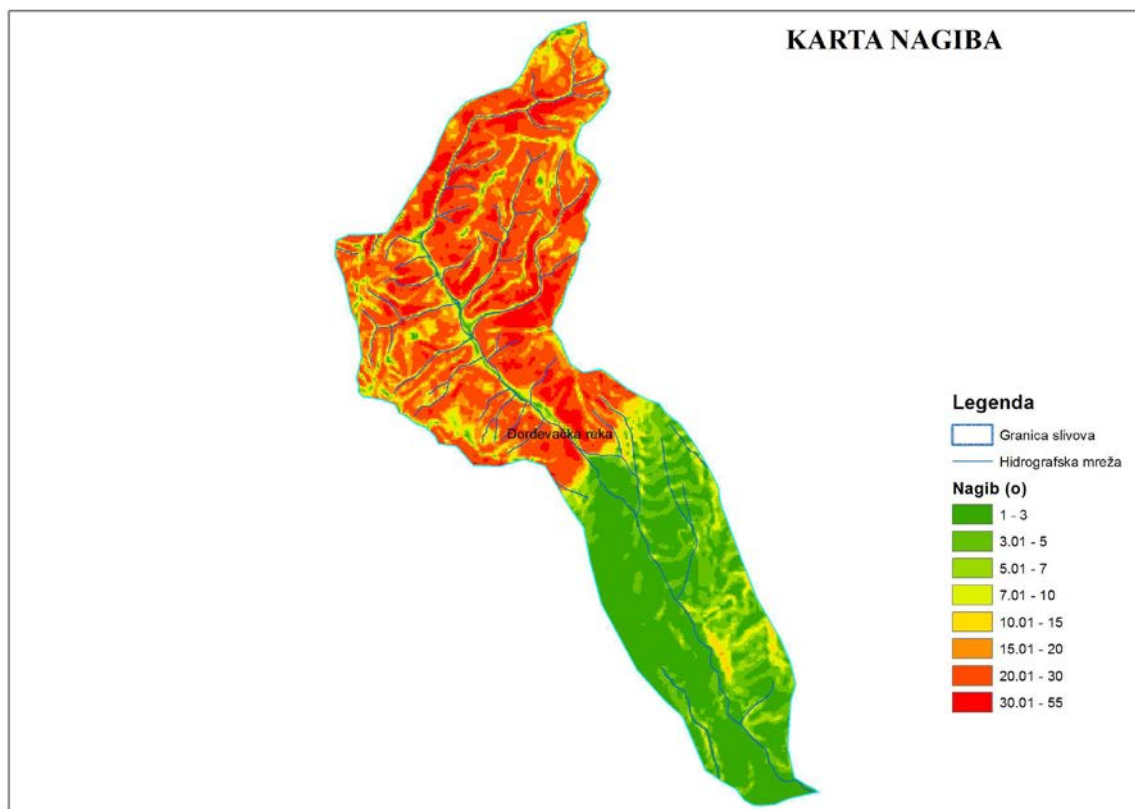 KARTA NAGIBA
Đorđevačka reka
Legenda
Granica slivova
Hidrografska mreža
Nagib (o)
1 - 3
3.01 - 5
5.01 - 7
7.01 - 10
10.01 - 15
15.01 - 20
20.01 - 30
30.01 - 55